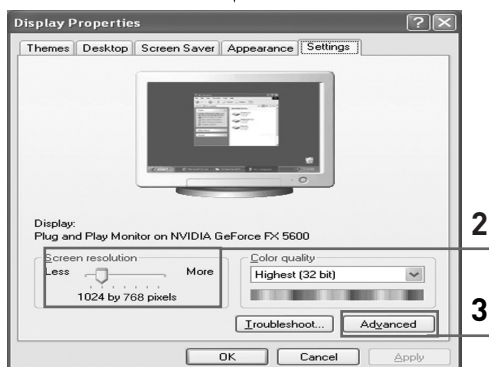 Display Properties
Themes Desktop Screen Saver Appearance Settings
Display:
Plug and Play Monitor on NVIDIA GeForce FX 5600
Screen resolution
Less More
1024 by 768 pixels
Color quality
Highest (32 bit)
2
Troubleshoot... Advanced
3
OK Cancel Apply